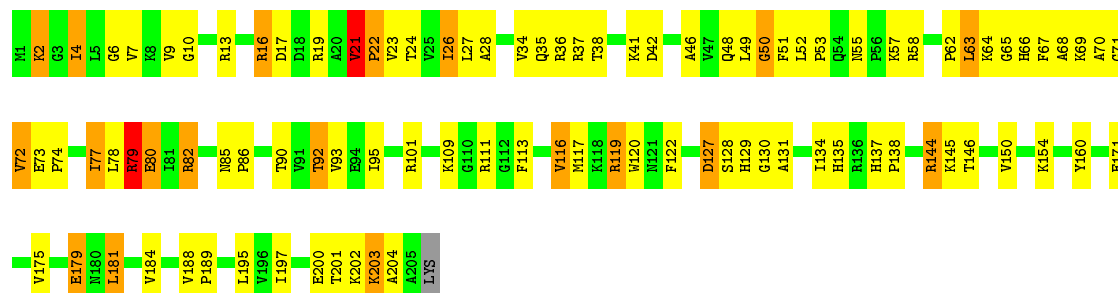 M1 K2 G3 I4 L5 G6 V7 K8 V9 G10 R13 R16 D17 D18 R19 A20 V21 P22 V23 T24 V25 I26 L27 A28 V34 Q35 R36 R37 T38 K41 D42 A46 V47 Q48 L49 G50 F51 L52 P53 Q54 N55 P56 K57 R58 P62 L63 K64 G65 H66 F67 A68 K69 A70 G71
V72 E73 P74 I77 L78 R79 E80 I81 R82 N85 P86 T90 V91 T92 V93 E94 I95 R101 K109 G110 R111 G112 F113 V116 M117 K118 R119 W120 N121 F122 D127 S128 H129 G130 A131 I134 H135 R136 H137 P138 R144 K145 T146 V150 K154 Y160 E171
V175 E179 N180 L181 V184 V188 P189 L195 V196 I197 E200 T201 K202 K203 A204 A205 LYS